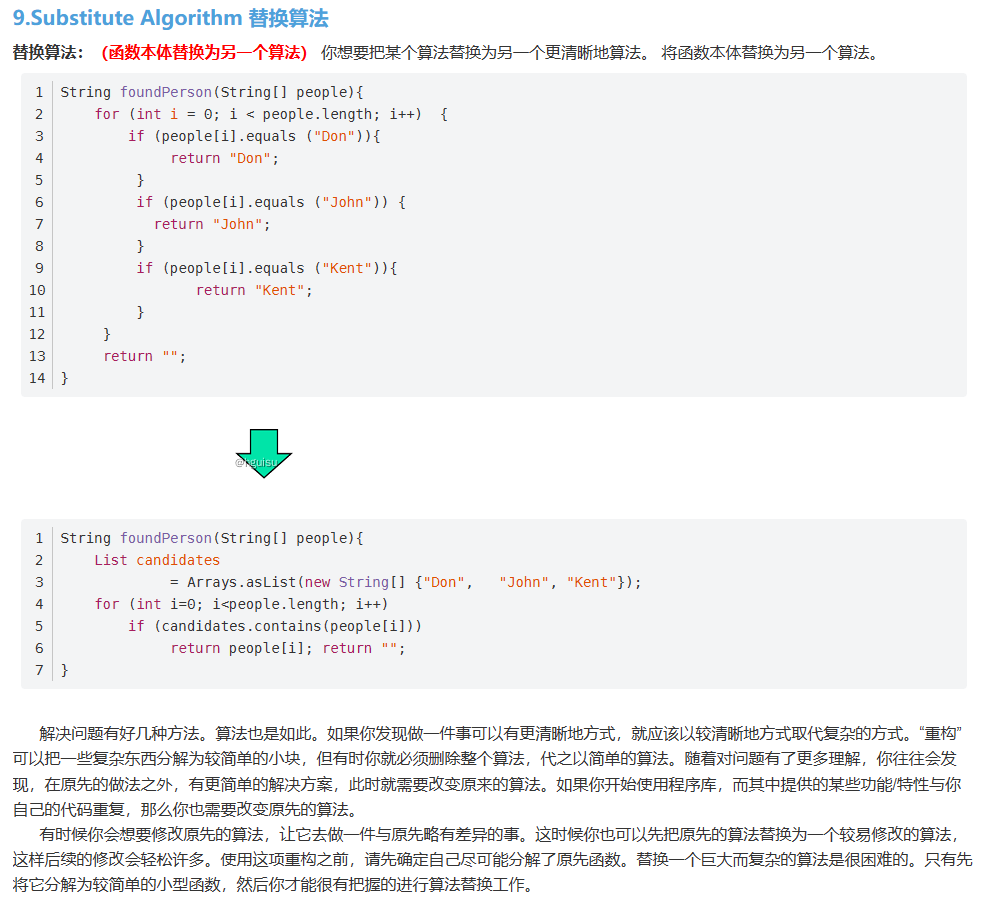 9.Substitute Algorithm 替换算法
替换算法：（函数本体替换为另一个算法） 你想要把某个算法替换为另一个更清晰地算法。 将函数本体替换为另一个算法。
1 String foundPerson(String[] people){
2     for (int i = 0; i < people.length; i++)  {
3         if (people[i].equals ("Don")){
4              return "Don";
5          }
6          if (people[i].equals ("John")) {
7            return "John";
8          }
9          if (people[i].equals ("Kent")){
10                 return "Kent";
11          }
12      }
13      return "";
14 }
@hguisu
1 String foundPerson(String[] people){
2     List candidates
3              = Arrays.asList(new String[] {"Don",   "John", "Kent"});
4     for (int i=0; i<people.length; i++)
5         if (candidates.contains(people[i]))
6              return people[i]; return "";
7 }
解决问题有好几种方法。算法也是如此。如果你发现做一件事可以有更清晰地方式，就应该以较清晰地方式取代复杂的方式。“重构”
可以把一些复杂东西分解为较简单的小块，但有时你就必须删除整个算法，代之以简单的算法。随着对问题有了更多理解，你往往会发
现，在原先的做法之外，有更简单的解决方案，此时就需要改变原来的算法。如果你开始使用程序库，而其中提供的某些功能/特性与你
自己的代码重复，那么你也需要改变原先的算法。
有时候你会想要修改原先的算法，让它去做一件与原先略有差异的事。这时候你也可以先把原先的算法替换为一个较易修改的算法，
这样后续的修改会轻松许多。使用这项重构之前，请先确定自己尽可能分解了原先函数。替换一个巨大而复杂的算法是很困难的。只有先
将它分解为较简单的小型函数，然后你才能很有把握的进行算法替换工作。